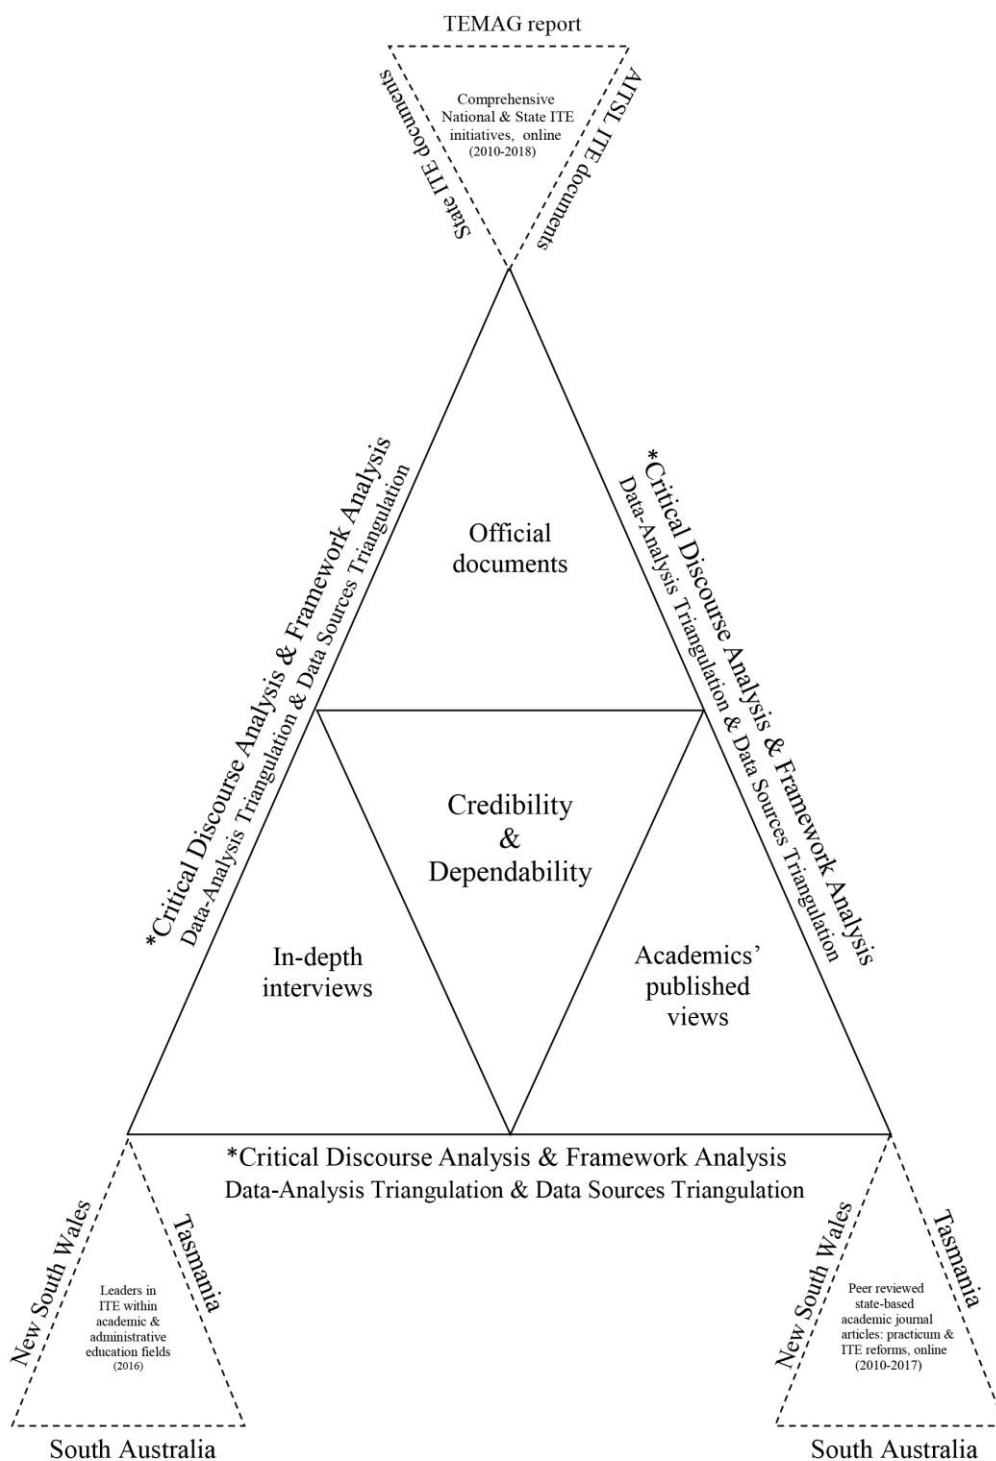 TEMAG report
State ITE documents
Comprehensive
National & State ITE
initiatives, online
(2010-2018)
AITSL ITE documents
*Critical Discourse Analysis & Framework Analysis
Data-Analysis Triangulation & Data Sources Triangulation
Official
documents
*Critical Discourse Analysis & Framework Analysis
Data-Analysis Triangulation & Data Sources Triangulation
Credibility
&
Dependability
In-depth
interviews
Academics’
published
views
*Critical Discourse Analysis & Framework Analysis
Data-Analysis Triangulation & Data Sources Triangulation
New South Wales
Leaders in
ITE within
academic &
administrative
education fields
(2016)
Tasmania
South Australia
New South Wales
Peer reviewed
state-based
academic journal
articles: practicum &
ITE reforms, online
(2010-2017)
Tasmania
South Australia